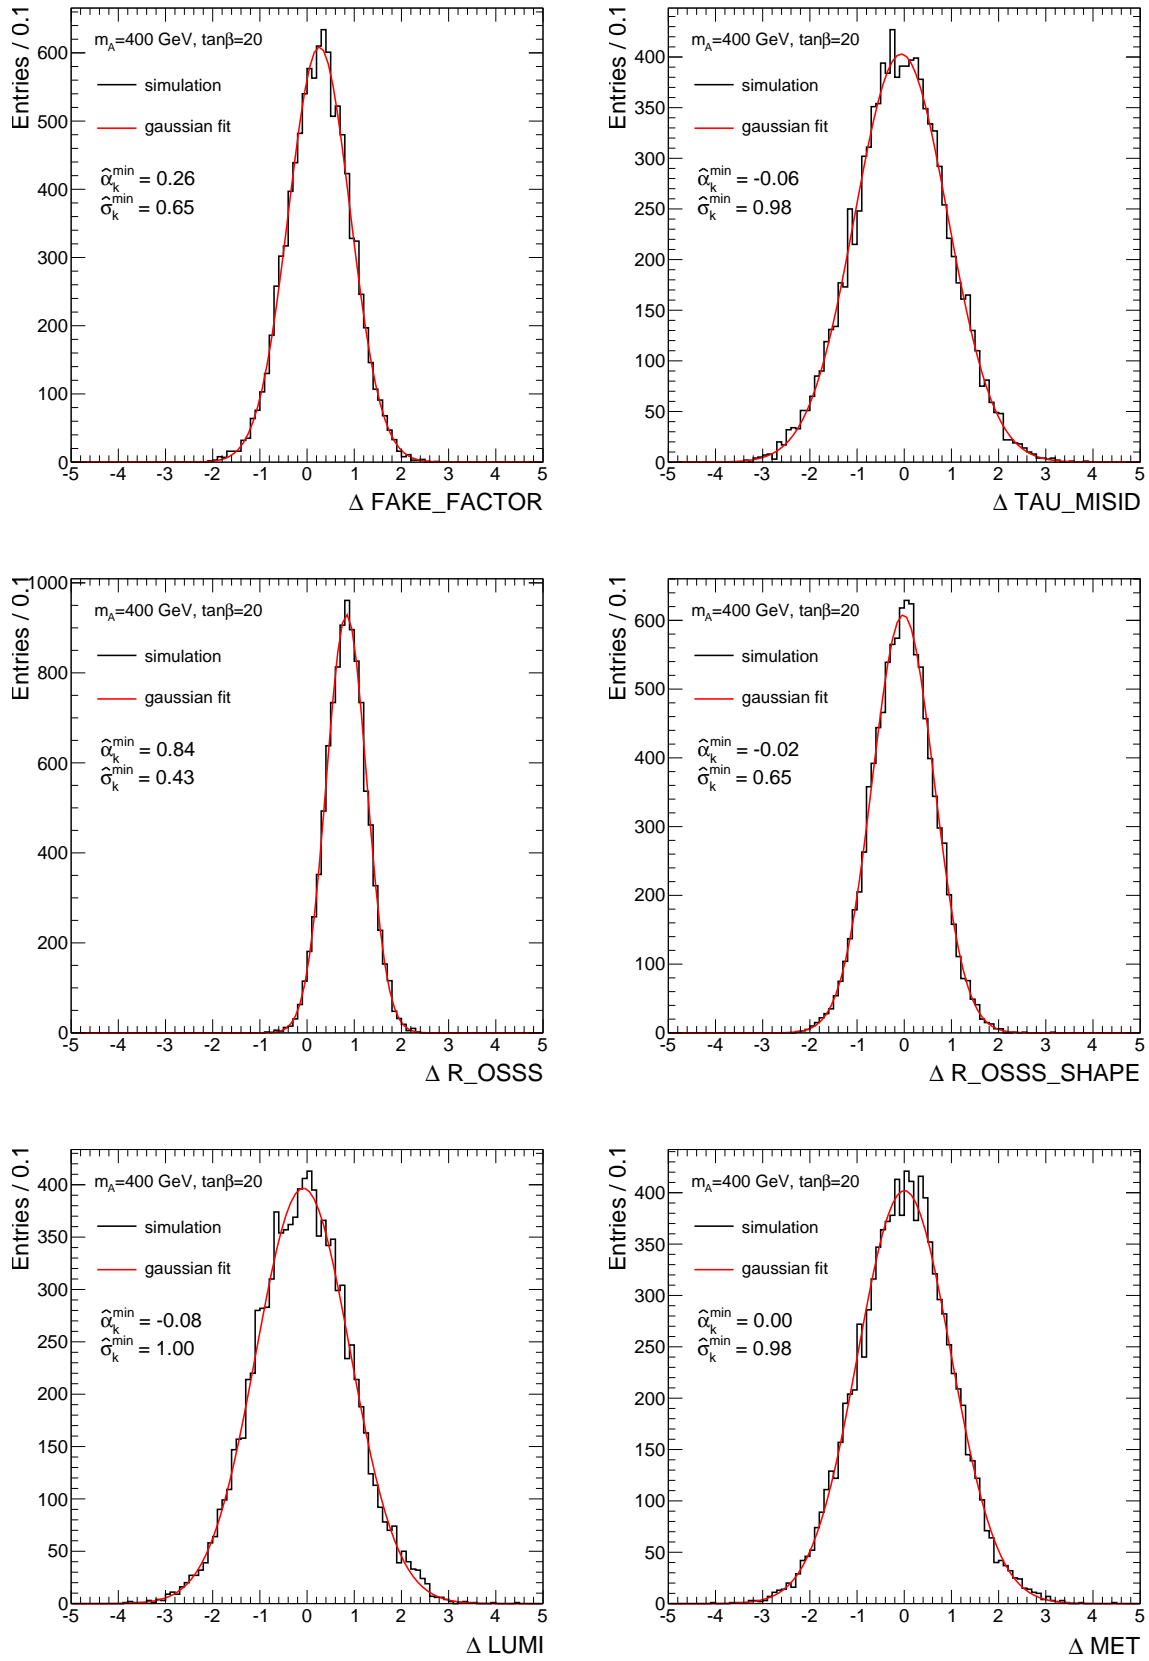 Entries / 0.1
m_A=400 GeV, tanβ=20
simulation
gaussian fit
α̂_k^min = 0.26
σ̂_k^min = 0.65
600
500
400
300
200
100
0
-5 -4 -3 -2 -1 0 1 2 3 4 5
Δ FAKE_FACTOR
Entries / 0.1
m_A=400 GeV, tanβ=20
simulation
gaussian fit
α̂_k^min = -0.06
σ̂_k^min = 0.98
400
350
300
250
200
150
100
50
0
-5 -4 -3 -2 -1 0 1 2 3 4 5
Δ TAU_MISID
Entries / 0.1
m_A=400 GeV, tanβ=20
simulation
gaussian fit
α̂_k^min = 0.84
σ̂_k^min = 0.43
1000
800
600
400
200
0
-5 -4 -3 -2 -1 0 1 2 3 4 5
Δ R_OSSS
Entries / 0.1
m_A=400 GeV, tanβ=20
simulation
gaussian fit
α̂_k^min = -0.02
σ̂_k^min = 0.65
600
500
400
300
200
100
0
-5 -4 -3 -2 -1 0 1 2 3 4 5
Δ R_OSSS_SHAPE
Entries / 0.1
m_A=400 GeV, tanβ=20
simulation
gaussian fit
α̂_k^min = -0.08
σ̂_k^min = 1.00
400
350
300
250
200
150
100
50
0
-5 -4 -3 -2 -1 0 1 2 3 4 5
Δ LUMI
Entries / 0.1
m_A=400 GeV, tanβ=20
simulation
gaussian fit
α̂_k^min = 0.00
σ̂_k^min = 0.98
400
350
300
250
200
150
100
50
0
-5 -4 -3 -2 -1 0 1 2 3 4 5
Δ MET